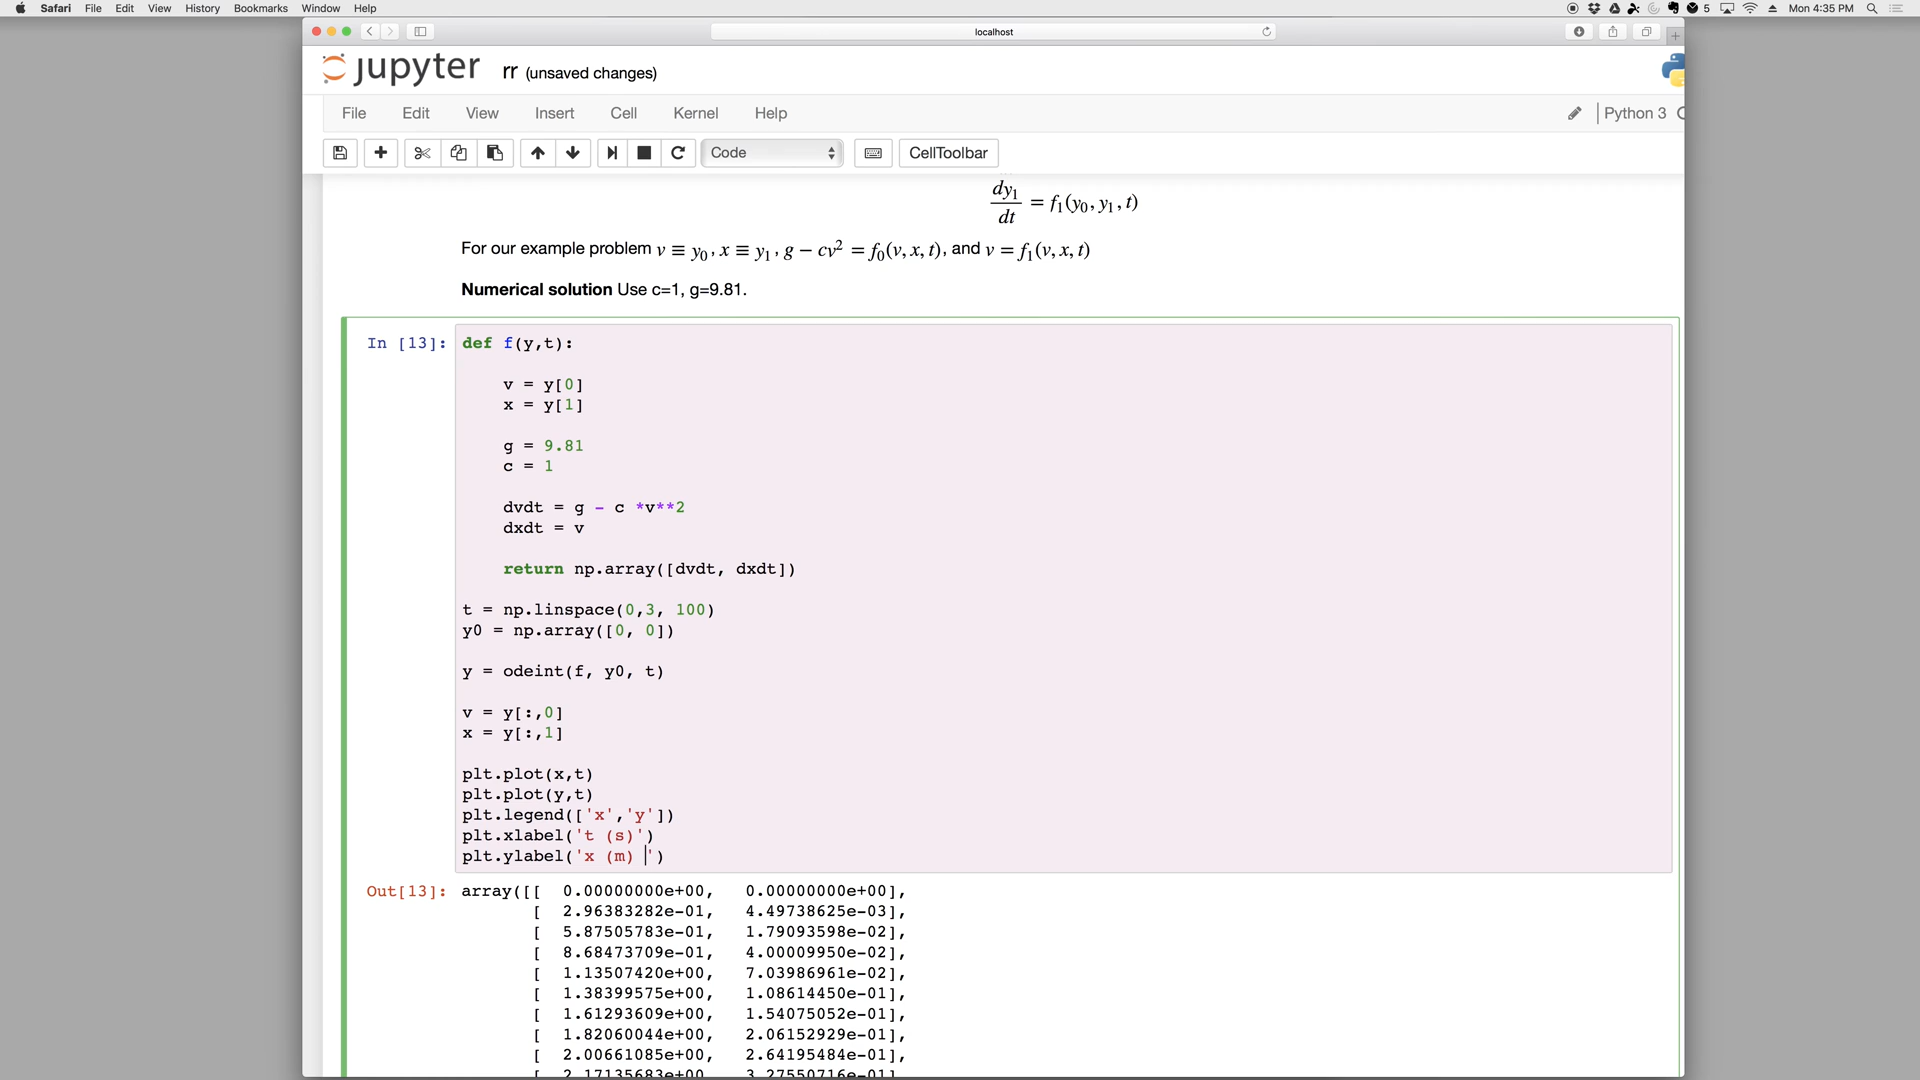 Safari File Edit View History Bookmarks Window Help 5 Mon 4:35 PM
localhost
jupyter rr (unsaved changes)
File Edit View Insert Cell Kernel Help Python 3
Code CellToolbar
dy₁/dt = f₁(y₀, y₁, t)
For our example problem v ≡ y₀, x ≡ y₁, g − cv² = f₀(v, x, t), and v = f₁(v, x, t)
Numerical solution Use c=1, g=9.81.
In [13]: def f(y,t):
v = y[0]
x = y[1]
g = 9.81
c = 1
dvdt = g - c *v**2
dxdt = v
return np.array([dvdt, dxdt])
t = np.linspace(0,3, 100)
y0 = np.array([0, 0])
y = odeint(f, y0, t)
v = y[:,0]
x = y[:,1]
plt.plot(x,t)
plt.plot(y,t)
plt.legend(['x','y'])
plt.xlabel('t (s)')
plt.ylabel('x (m) ')
Out[13]: array([[ 0.00000000e+00, 0.00000000e+00],
[ 2.96383282e-01, 4.49738625e-03],
[ 5.87505783e-01, 1.79093598e-02],
[ 8.68473709e-01, 4.00009950e-02],
[ 1.13507420e+00, 7.03986961e-02],
[ 1.38399575e+00, 1.08614450e-01],
[ 1.61293609e+00, 1.54075052e-01],
[ 1.82060044e+00, 2.06152929e-01],
[ 2.00661085e+00, 2.64195484e-01],
[ 2.17135683e+00, 3.27550716e-01],